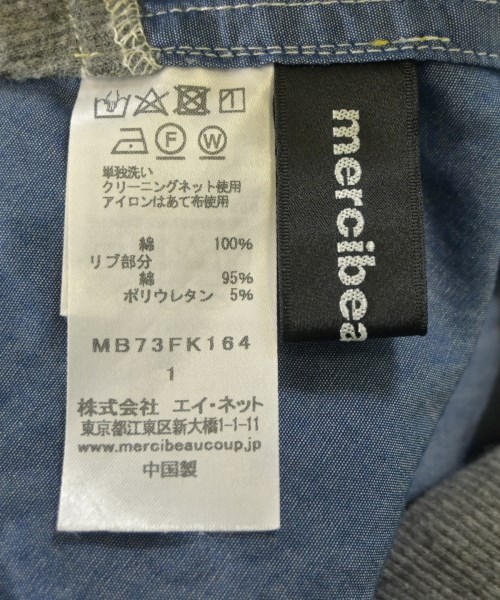 F W
単独洗い
クリーニングネット使用
アイロンはあて布使用
綿 100%
リブ部分
綿 95%
ポリウレタン 5%
MB73FK164
1
株式会社 エイ・ネット
東京都江東区新大橋1-1-11
www.mercibeaucoup.jp
中国製
mercibea